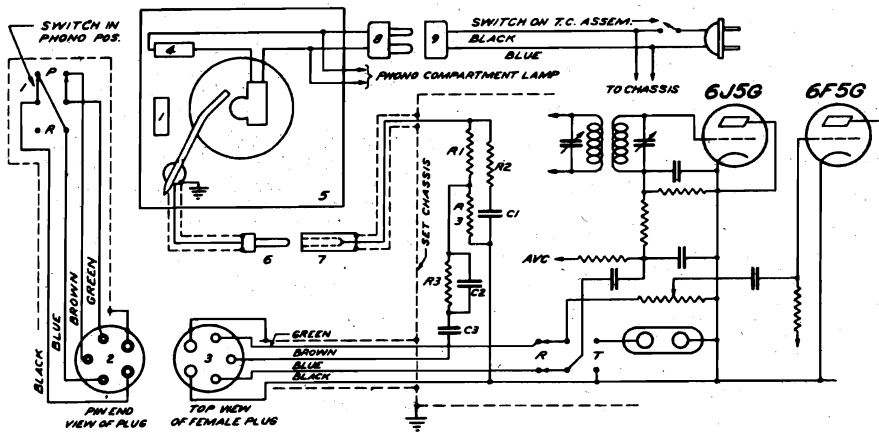 SWITCH IN
PHONO POS.
P
R
BLACK
BLUE
BROWN
GREEN
2
PIN END
VIEW OF PLUG
4
1
5
8
9
SWITCH ON T.C. ASSEM.
BLACK
BLUE
PHONO COMPARTMENT LAMP
TO CHASSIS
6
7
3
TOP VIEW
OF FEMALE PLUG
GREEN
BROWN
BLUE
BLACK
SET CHASSIS
R1
R2
R
3
C1
R3
C2
C3
AVC
R
T
6J5G
6F5G